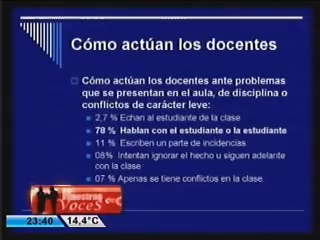 Cómo actúan los docentes
Cómo actúan los docentes ante problemas
que se presentan en el aula, de disciplina o
conflictos de carácter leve:
2,7 % Echan al estudiante de la clase
78 % Hablan con el estudiante o la estudiante
11 % Escriben un parte de incidencias
08% Intentan ignorar el hecho u siguen adelante
con la clase
07 % Apenas se tiene conflictos en la clase.
Nuestras
Voces
23:40 14,4°C